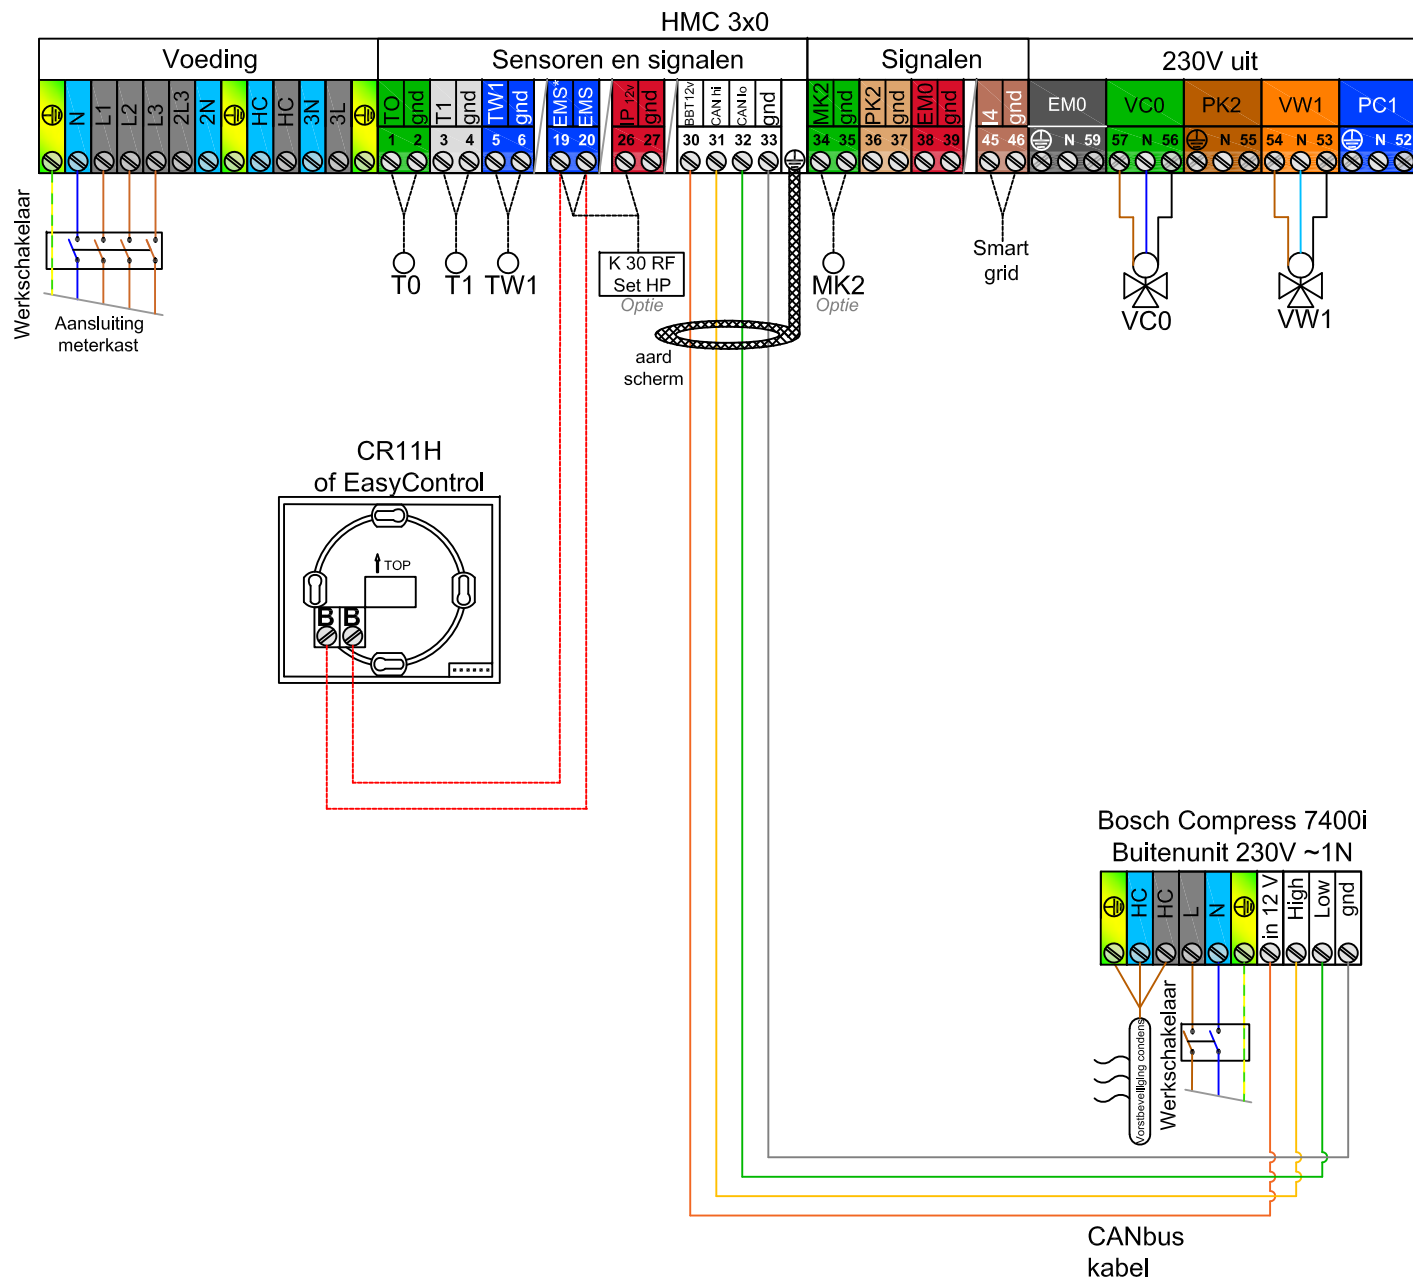 HMC 3x0
Voeding
Sensoren en signalen
Signalen
230V uit
N L1 L2 L3 2L3 2N HC HC 3N 3L
TO gnd T1 gnd TW1 gnd EMS* EMS IP 12v gnd BBT12v CAN hi CAN lo gnd
MK2 gnd PK2 gnd EM0 gnd I4 gnd
EM0 VC0 PK2 VW1 PC1
1 2 3 4 5 6 19 20 26 27 30 31 32 33
34 35 36 37 38 39 45 46
N 59 57 N 56 N 55 54 N 53 N 52
Werkschakelaar
Aansluiting
meterkast
T0
T1
TW1
K 30 RF
Set HP
Optie
MK2
Optie
Smart
grid
VC0
VW1
aard
scherm
CR11H
of EasyControl
TOP
B B
Bosch Compress 7400i
Buitenunit 230V ~1N
HC HC L N in 12 V High Low gnd
Vorstbeveiliging condens
Werkschakelaar
CANbus
kabel